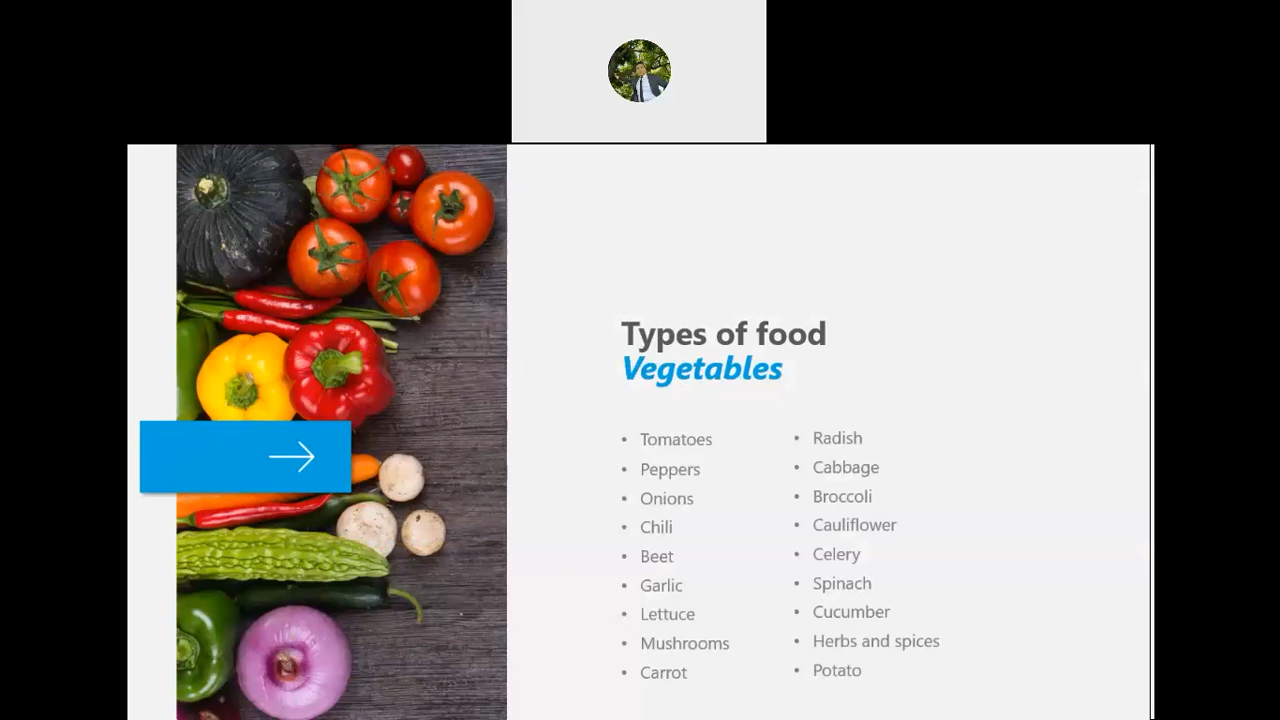 Types of food
Vegetables
• Tomatoes
• Peppers
• Onions
• Chili
• Beet
• Garlic
• Lettuce
• Mushrooms
• Carrot
• Radish
• Cabbage
• Broccoli
• Cauliflower
• Celery
• Spinach
• Cucumber
• Herbs and spices
• Potato